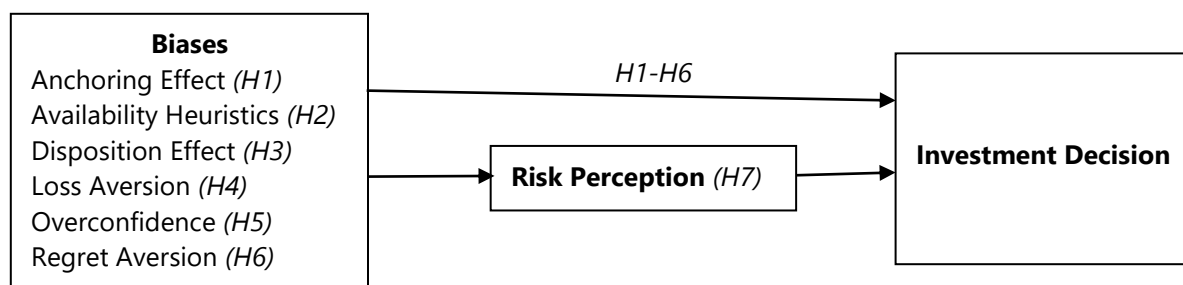 Biases
Anchoring Effect (H1)
Availability Heuristics (H2)
Disposition Effect (H3)
Loss Aversion (H4)
Overconfidence (H5)
Regret Aversion (H6)
H1-H6
Risk Perception (H7)
Investment Decision